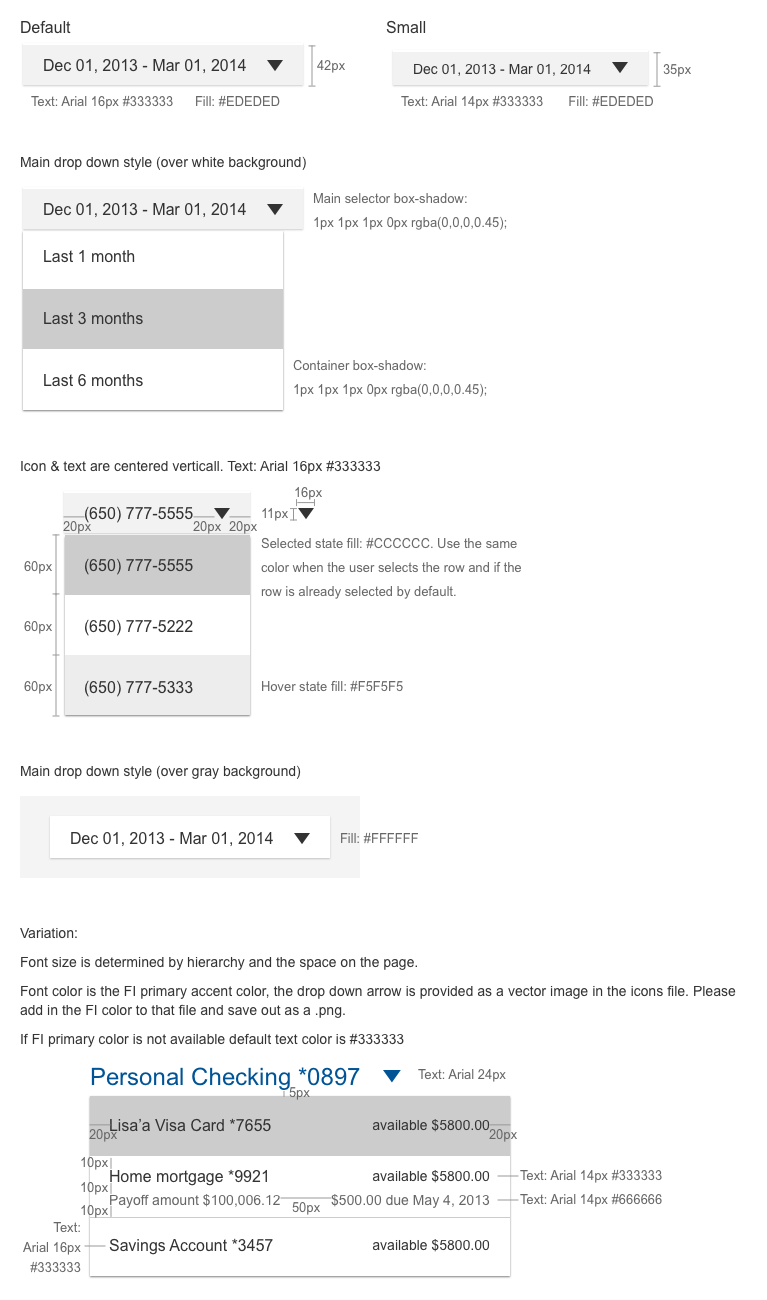 Default
Small
Dec 01, 2013 - Mar 01, 2014
42px
Dec 01, 2013 - Mar 01, 2014
35px
Text: Arial 16px #333333 Fill: #EDEDED
Text: Arial 14px #333333 Fill: #EDEDED
Main drop down style (over white background)
Dec 01, 2013 - Mar 01, 2014
Main selector box-shadow:
1px 1px 1px 0px rgba(0,0,0,0.45);
Last 1 month
Last 3 months
Last 6 months
Container box-shadow:
1px 1px 1px 0px rgba(0,0,0,0.45);
Icon & text are centered verticall. Text: Arial 16px #333333
16px
(650) 777-5555
11px
20px 20px 20px
Selected state fill: #CCCCCC. Use the same
color when the user selects the row and if the
row is already selected by default.
60px (650) 777-5555
60px (650) 777-5222
60px (650) 777-5333
Hover state fill: #F5F5F5
Main drop down style (over gray background)
Dec 01, 2013 - Mar 01, 2014
Fill: #FFFFFF
Variation:
Font size is determined by hierarchy and the space on the page.
Font color is the FI primary accent color, the drop down arrow is provided as a vector image in the icons file. Please
add in the FI color to that file and save out as a .png.
If FI primary color is not available default text color is #333333
Personal Checking *0897
Text: Arial 24px
5px
Lisa'a Visa Card *7655 available $5800.00
20px 20px
10px
Home mortgage *9921 available $5800.00
Text: Arial 14px #333333
10px
Payoff amount $100,006.12 $500.00 due May 4, 2013
Text: Arial 14px #666666
10px
50px
Text:
Arial 16px
#333333
Savings Account *3457 available $5800.00